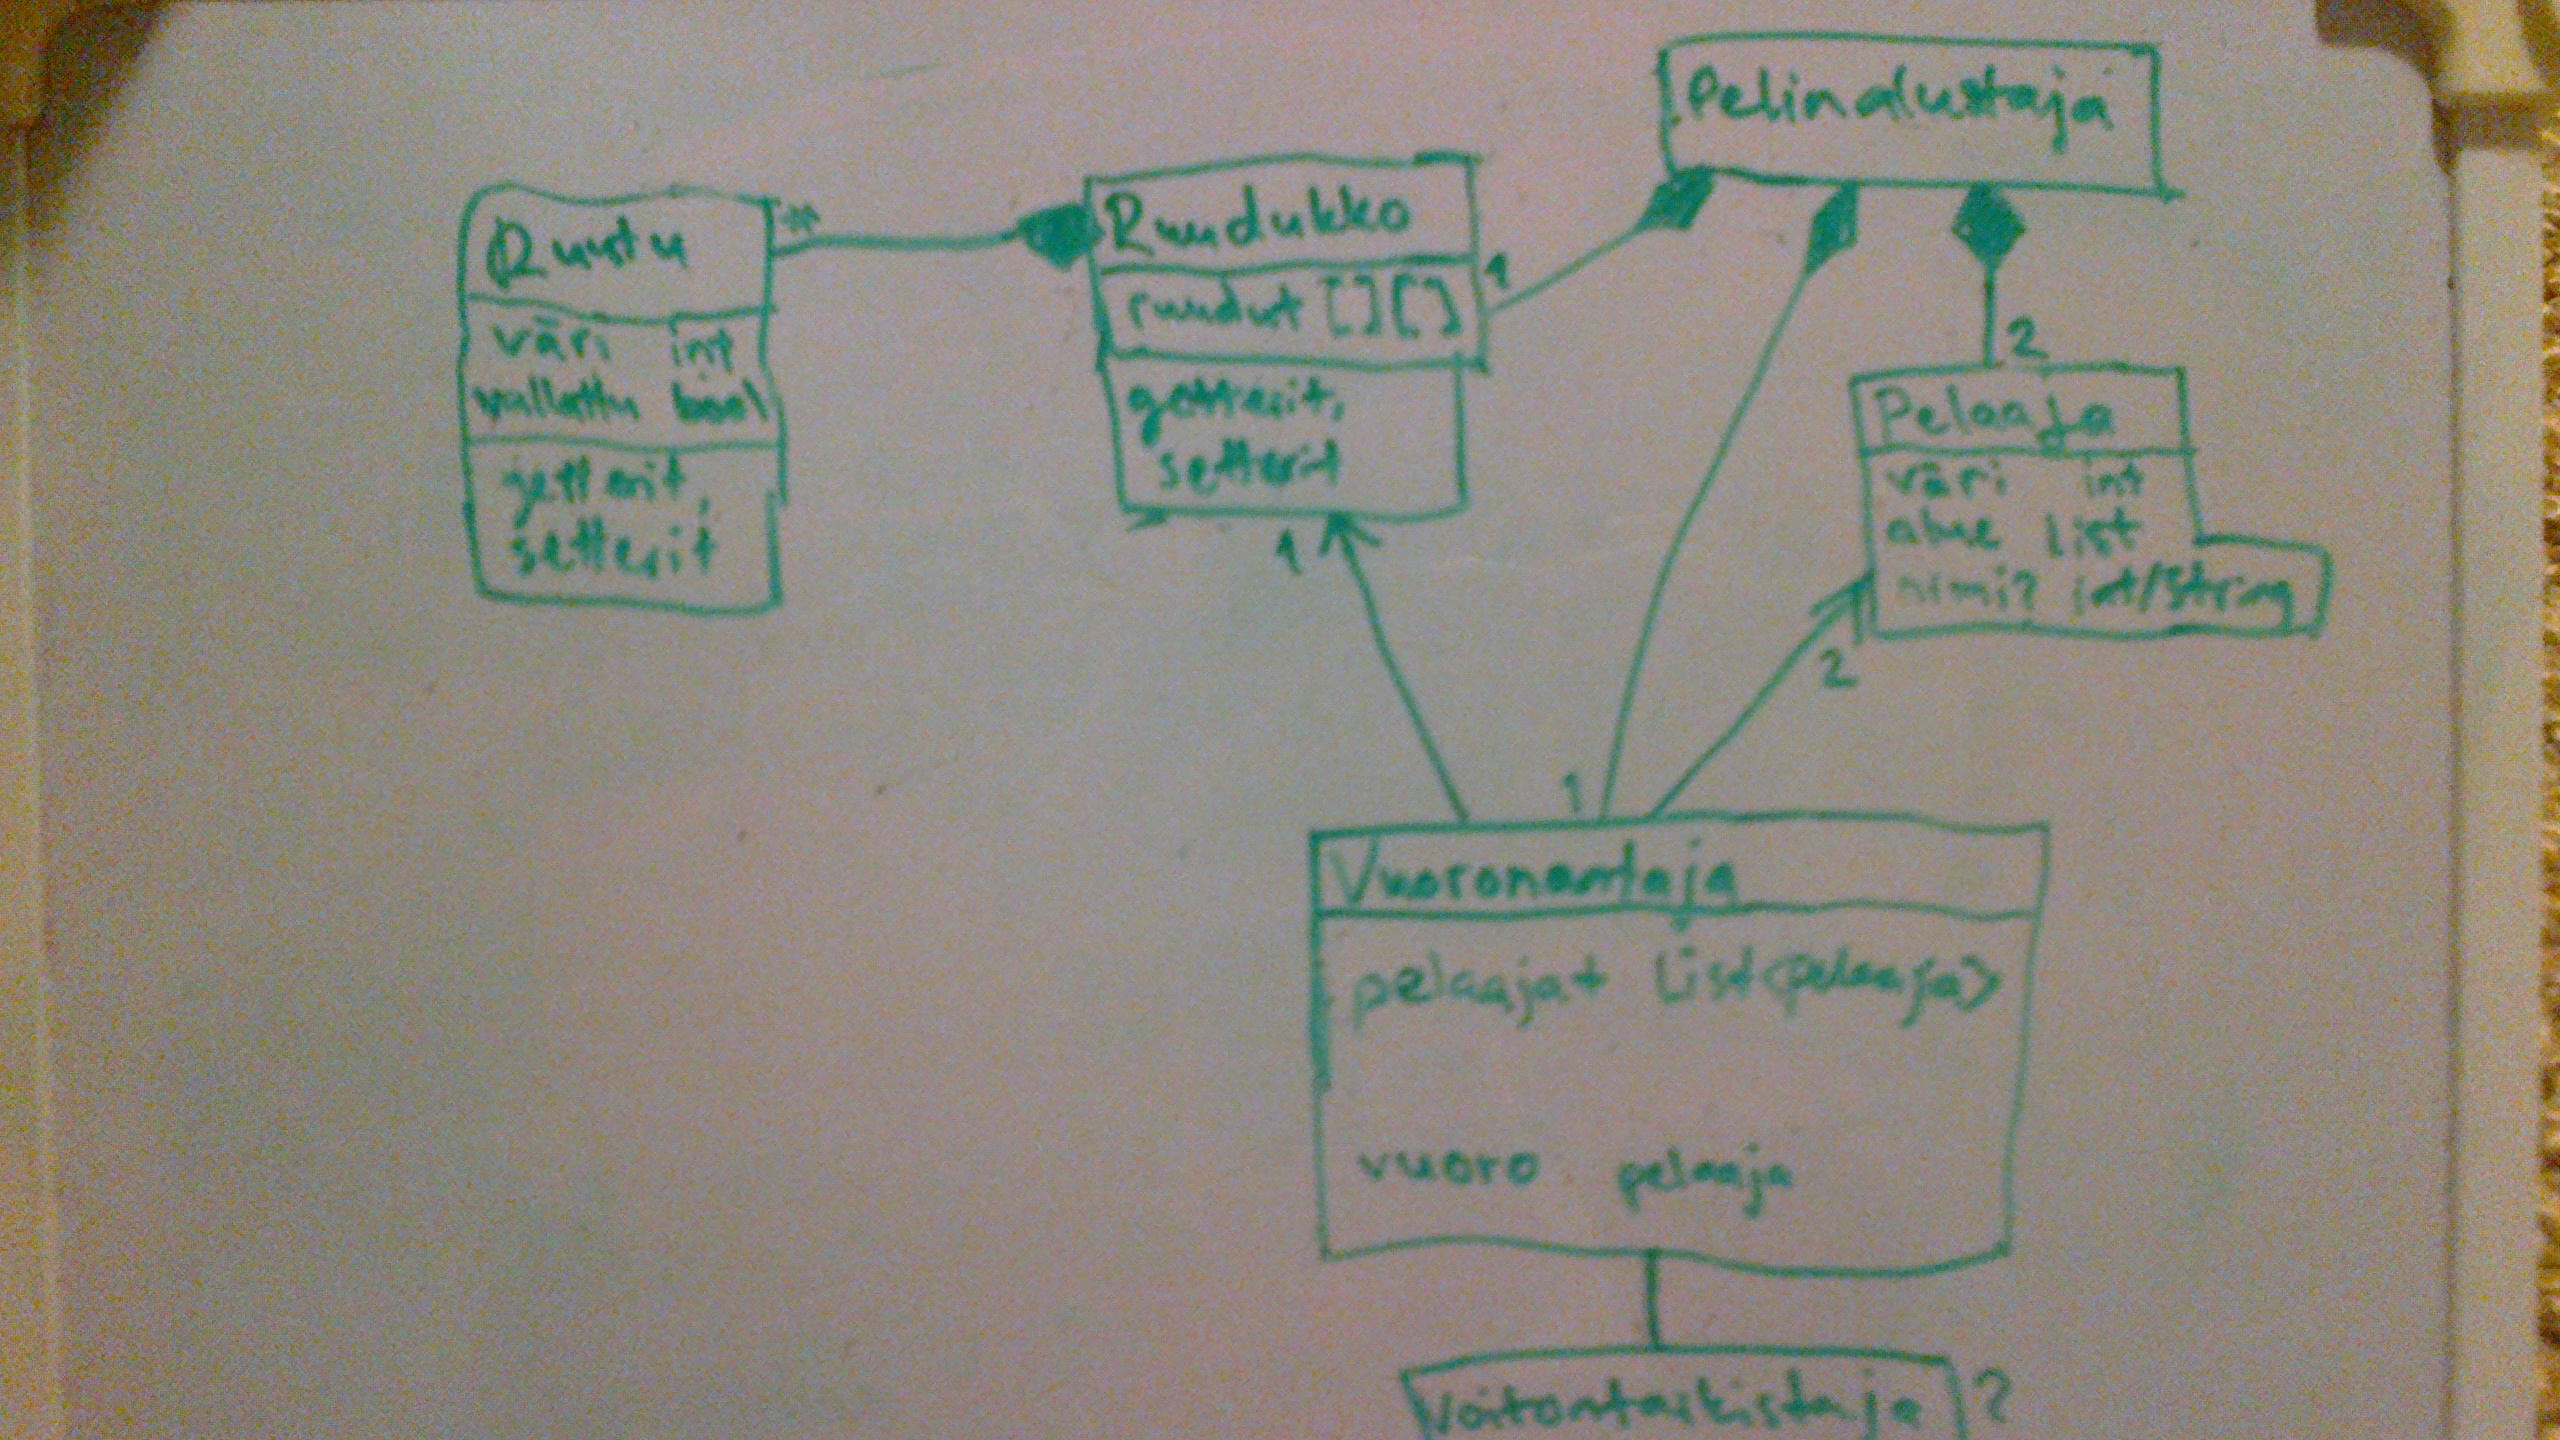 Pelinalustaja
Ruutu
*
väri int
vallattu bool
getterit,
setterit
Ruudukko
1
ruudut [][]
getterit,
setterit
1
2
Pelaaja
väri int
alue List
nimi? int/String
2
1
Vuoronantaja
pelaajat List<pelaaja>
vuoro pelaaja
Voitontarkistaja ?